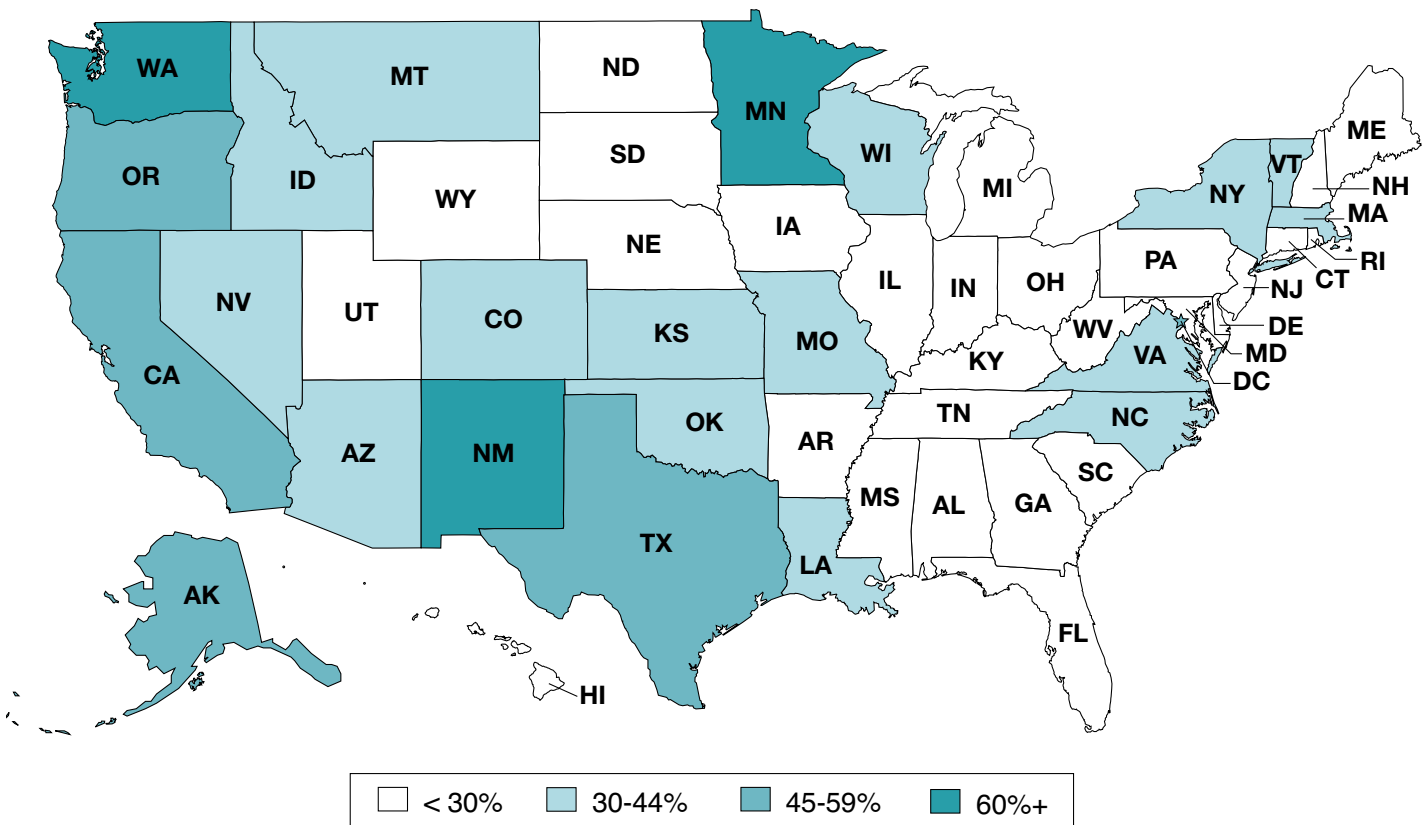 WA
MT
ND
MN
OR
ID
SD
WI
WY
MI
ME
VT
NH
NY
MA
NE
IA
PA
RI
CT
NV
UT
CO
KS
MO
IL
IN
OH
NJ
DE
WV
MD
VA
DC
CA
KY
AZ
NM
OK
AR
TN
NC
SC
MS
AL
GA
TX
LA
AK
FL
HI
< 30%
30-44%
45-59%
60%+